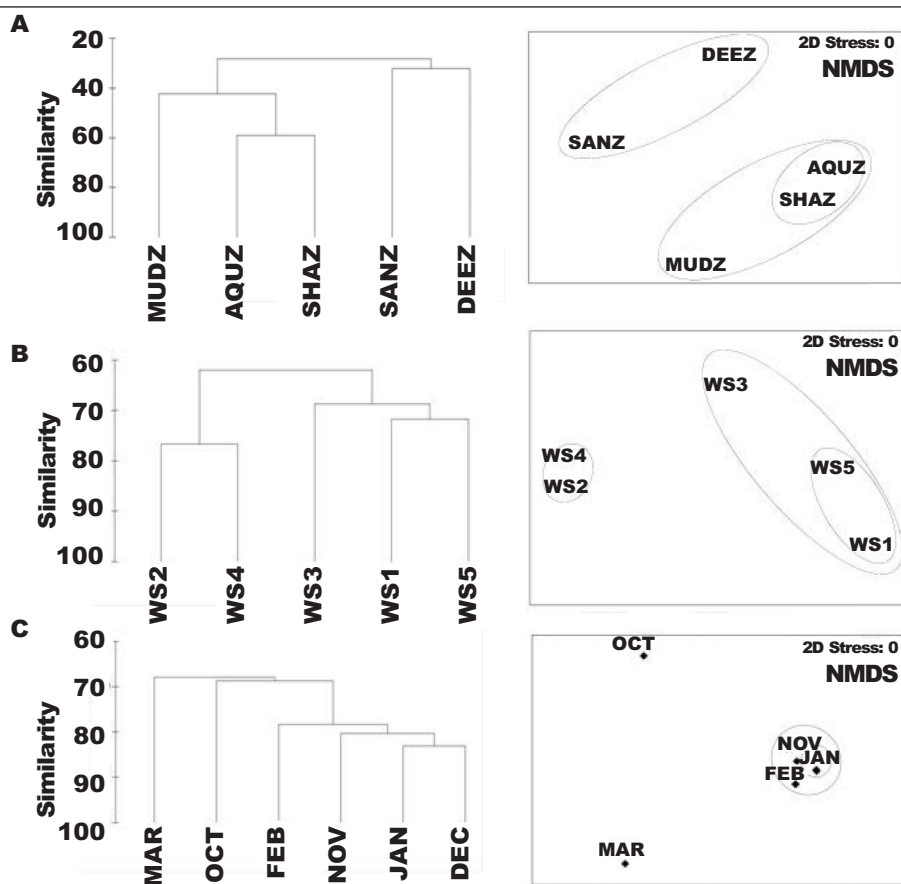 A
Similarity
20
40
60
80
100
MUDZ
AQUZ
SHAZ
SANZ
DEEZ
2D Stress: 0
NMDS
DEEZ
SANZ
AQUZ
SHAZ
MUDZ
B
Similarity
60
70
80
90
100
WS2
WS4
WS3
WS1
WS5
2D Stress: 0
NMDS
WS3
WS4
WS5
WS2
WS1
C
Similarity
60
70
80
90
100
MAR
OCT
FEB
NOV
JAN
DEC
OCT
2D Stress: 0
NMDS
NOV
JAN
FEB
MAR